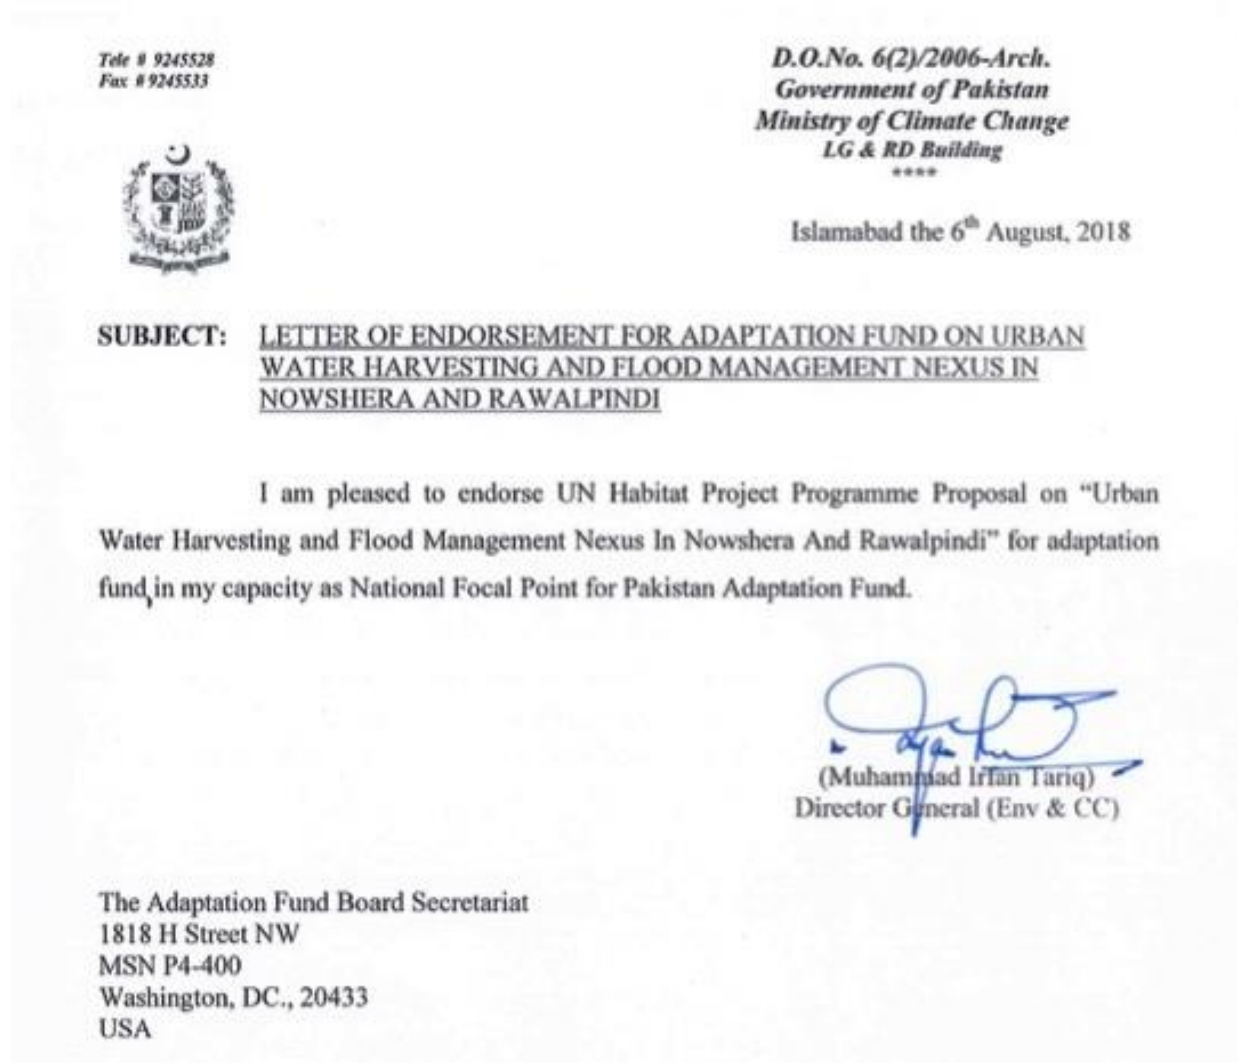 Tele # 9245528
Fax # 9245533
D.O.No. 6(2)/2006-Arch.
Government of Pakistan
Ministry of Climate Change
LG & RD Building
****
Islamabad the 6th August, 2018
SUBJECT: LETTER OF ENDORSEMENT FOR ADAPTATION FUND ON URBAN
WATER HARVESTING AND FLOOD MANAGEMENT NEXUS IN
NOWSHERA AND RAWALPINDI
I am pleased to endorse UN Habitat Project Programme Proposal on “Urban
Water Harvesting and Flood Management Nexus In Nowshera And Rawalpindi” for adaptation
fund,in my capacity as National Focal Point for Pakistan Adaptation Fund.
(Muhammad Irfan Tariq)
Director General (Env & CC)
The Adaptation Fund Board Secretariat
1818 H Street NW
MSN P4-400
Washington, DC., 20433
USA